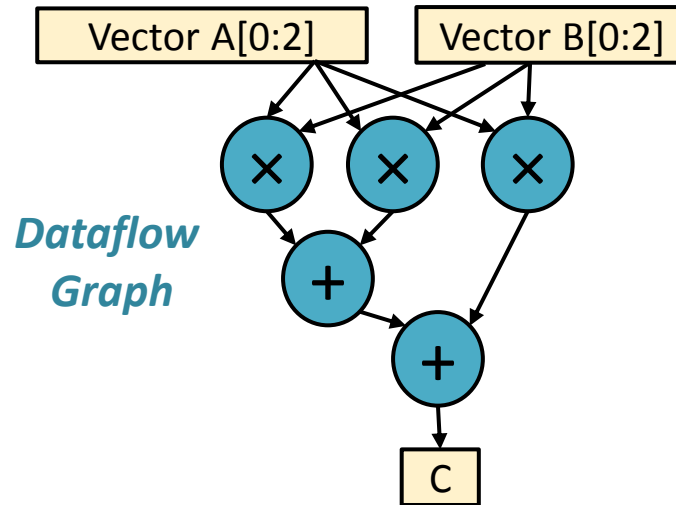 Vector A[0:2]
Vector B[0:2]
× × ×
Dataflow
Graph
+
+
C